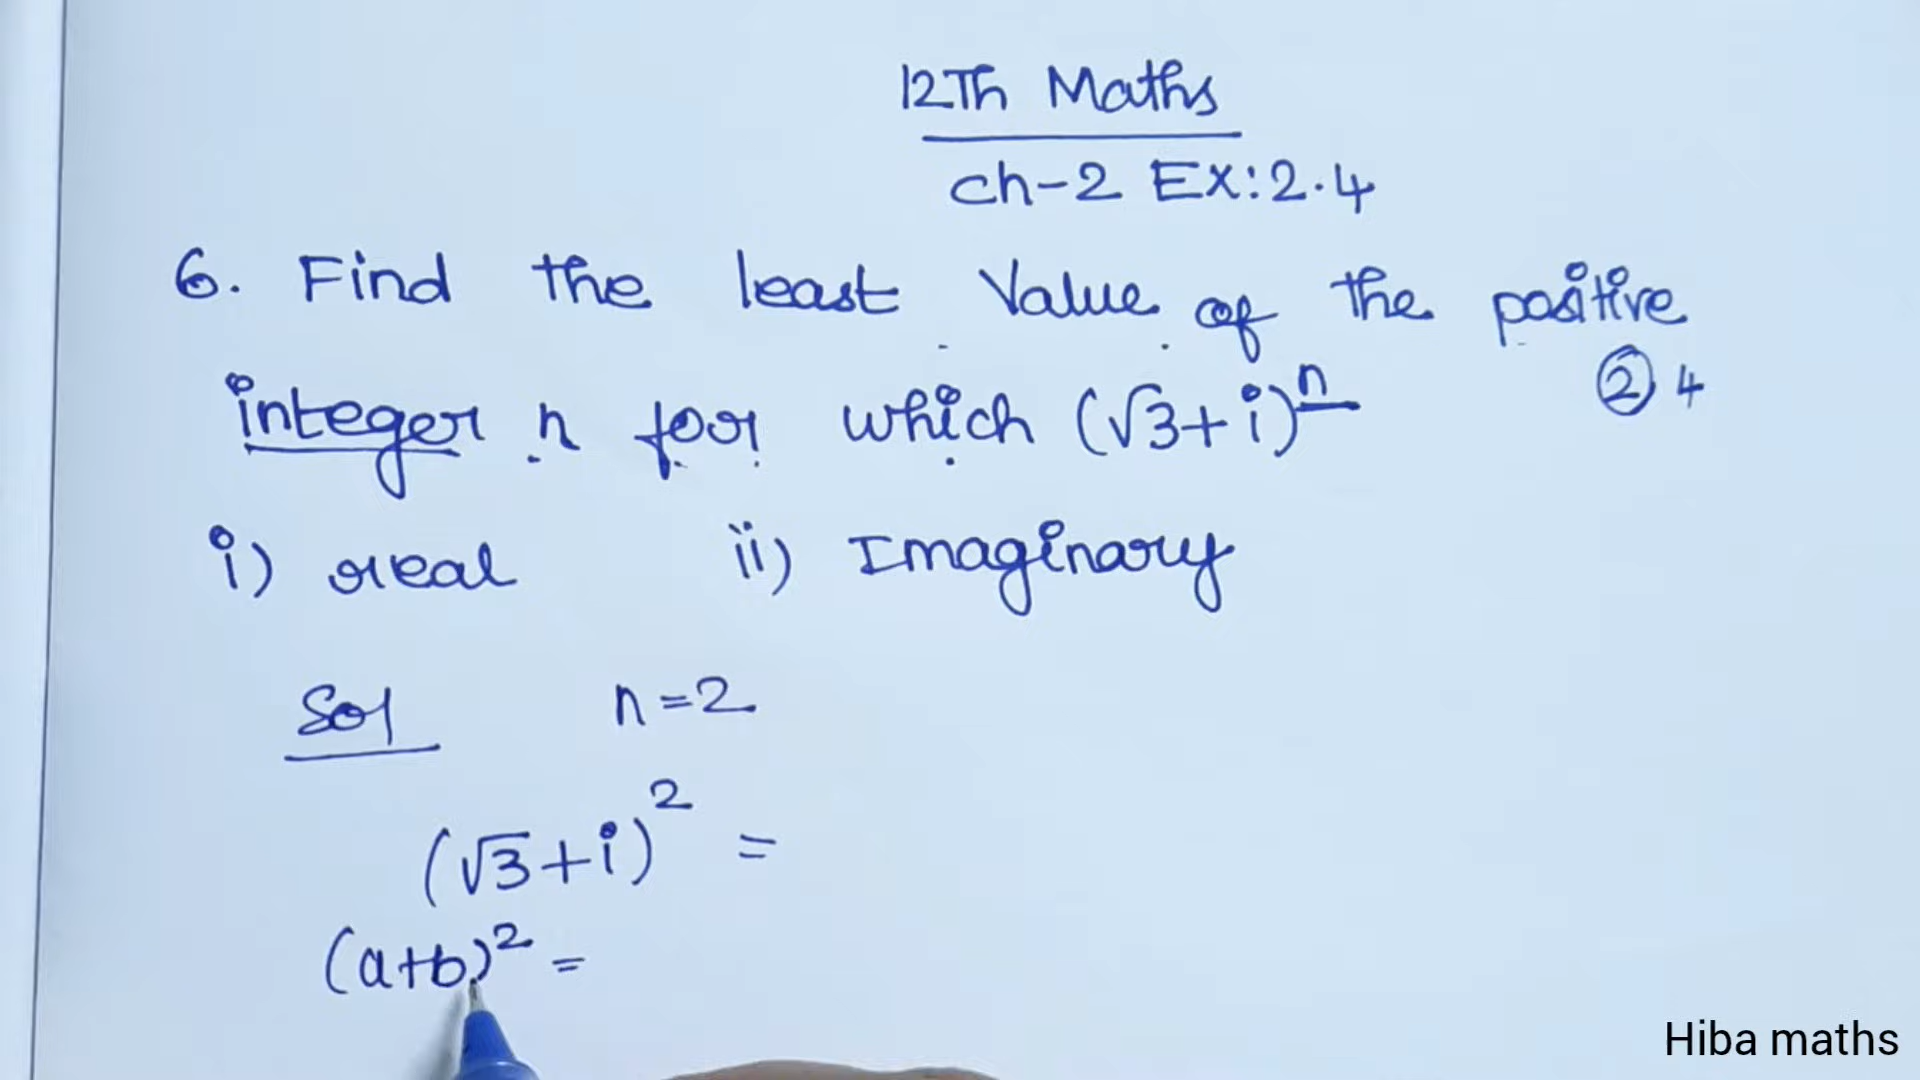 12Th Maths
Ch-2 Ex:2.4
6. Find the least Value of the positive
integer n for which (√3+i)ⁿ ② 4
i) real ii) Imaginary
Sol n=2
(√3+i)² =
(a+b)² =
Hiba maths